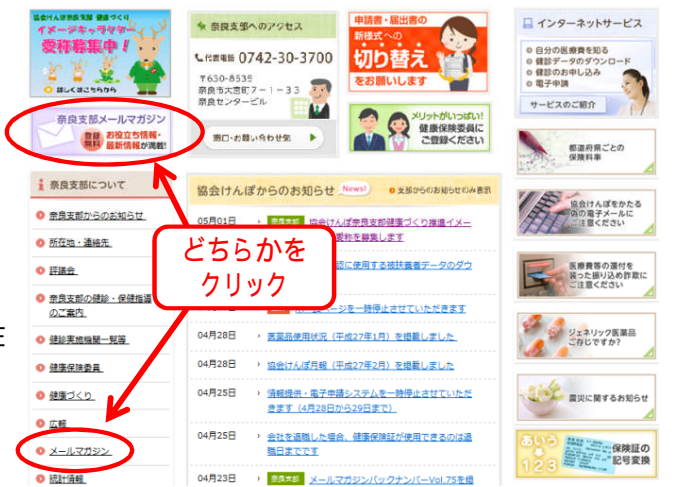 協会けんぽ奈良支部 健康づくり
イメージキャラクター
愛称募集中!
詳しくはこちらから
奈良支部へのアクセス
代表電話 0742-30-3700
〒630-8535
奈良市大宮町7-1-33
奈良センタービル
窓口・お問い合わせ先
申請書・届出書の
新様式への
切り替え
をお願いします
メリットがいっぱい!
健康保険委員に
ご登録ください
インターネットサービス
自分の医療費を知る
健診データのダウンロード
健診のお申し込み
電子申請
サービスのご紹介
奈良支部メールマガジン
登録
無料
お役立ち情報・
最新情報が満載!
都道府県ごとの
保険料率
協会けんぽをかたる
偽の電子メールに
ご注意ください
医療費等の還付を
装った振り込め詐欺に
ご注意ください
ジェネリック医薬品
ご存じですか?
震災に関するお知らせ
あいう
123
保険証の
記号変換
奈良支部について
奈良支部からのお知らせ
所在地・連絡先
評議会
奈良支部の健診・保健指導
のご案内
健診実施機関一覧等
健康保険委員
健康づくり
広報
メールマガジン
統計情報
協会けんぽからのお知らせ News!
支部からのお知らせのみ表示
05月01日 奈良支部 協会けんぽ奈良支部健康づくり推進イメー
愛称を募集します
認に使用する被扶養者データのダウ
ページを一時停止させていただきます
04月28日 医薬品使用状況(平成27年1月)を掲載しました
04月28日 協会けんぽ月報(平成27年2月)を掲載しました
04月25日 情報提供・電子申請システムを一時停止させていただ
きます(4月28日から29日まで)
04月25日 会社を退職した場合、健康保険証が使用できるのは退
職日までです
04月23日 奈良支部 メールマガジンバックナンバーVol.75を掲
どちらかを
クリック